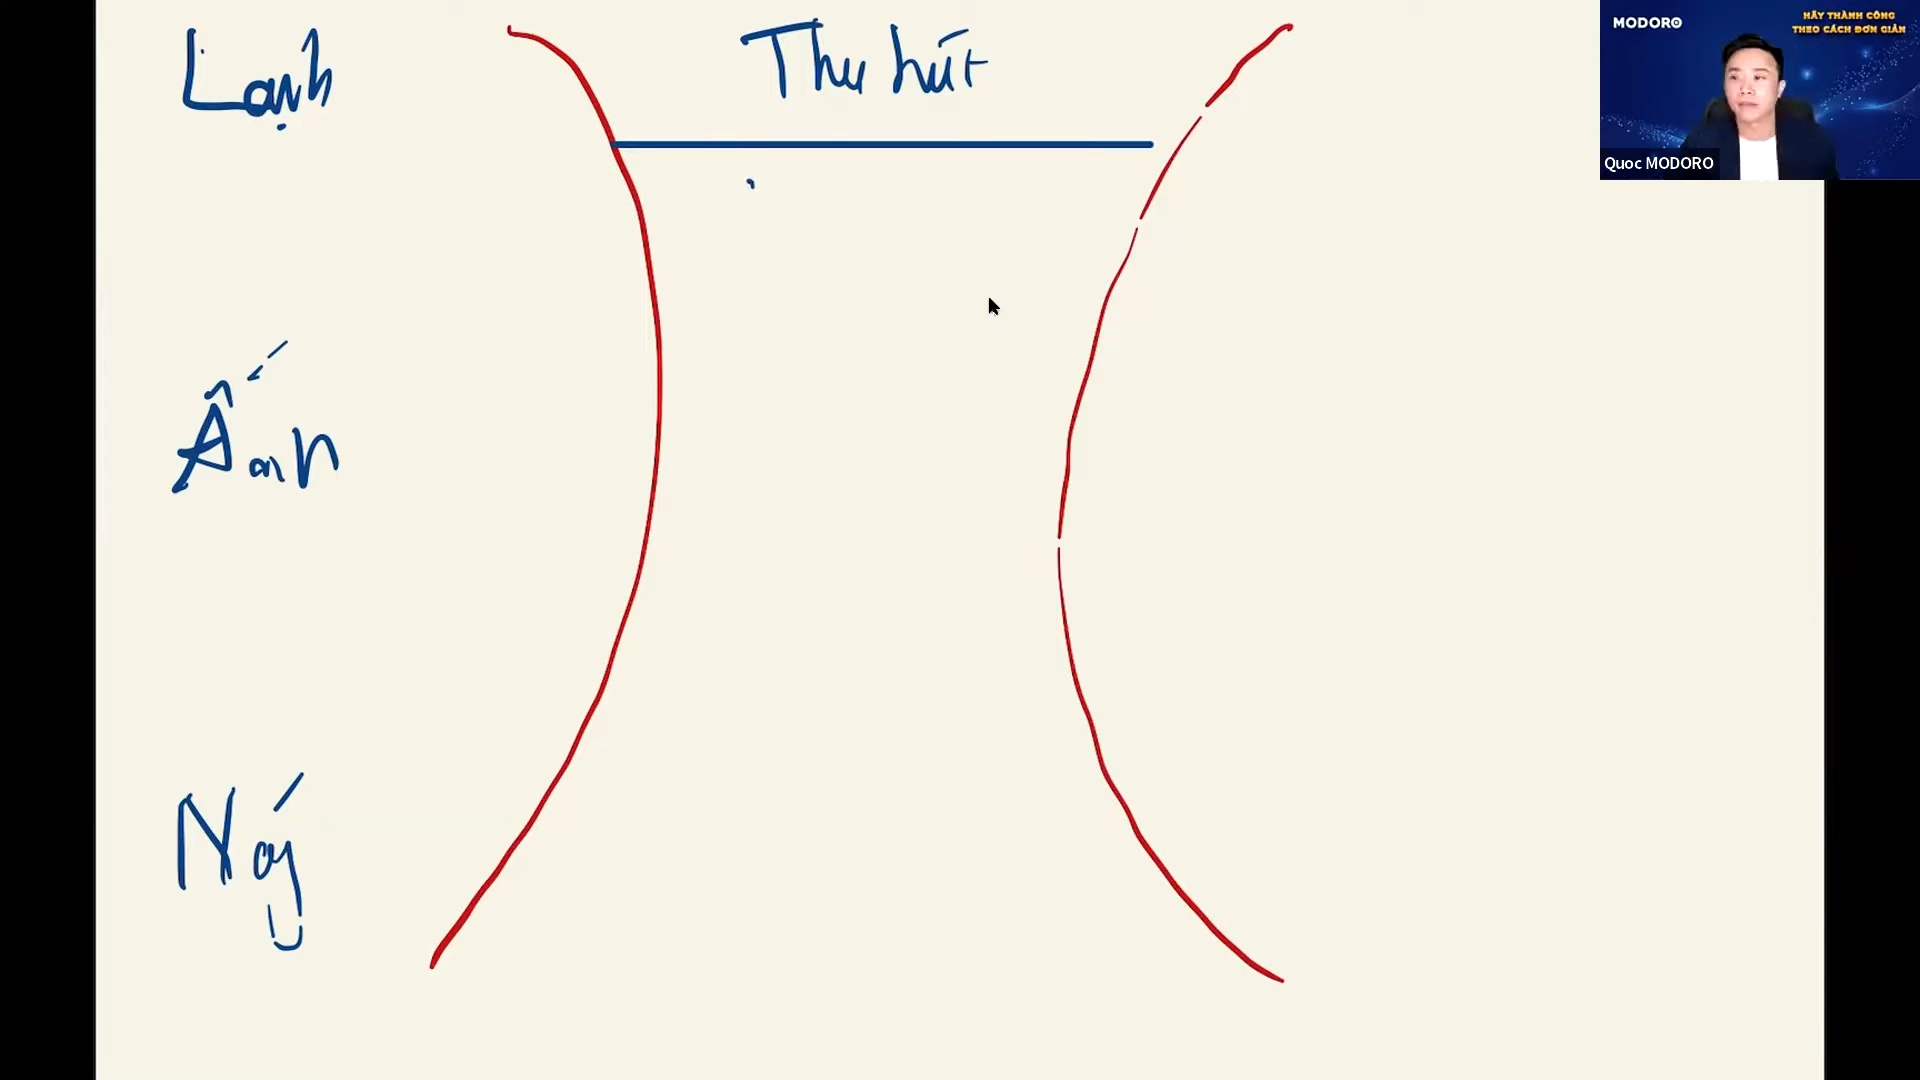 Lạnh
Thu hút
Ấm
Nóng
MODORO
HÃY THÀNH CÔNG
THEO CÁCH ĐƠN GIẢN
Quoc MODORO